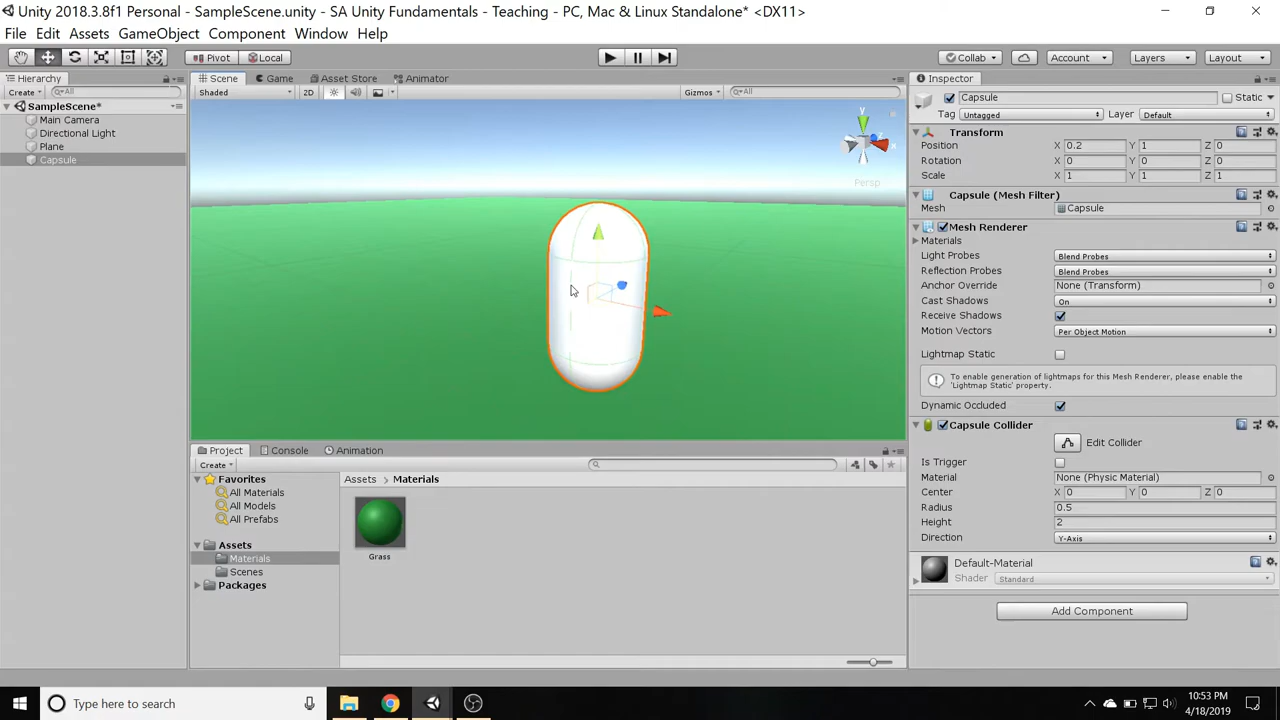 Unity 2018.3.8f1 Personal - SampleScene.unity - SA Unity Fundamentals - Teaching - PC, Mac & Linux Standalone* <DX11>
File Edit Assets GameObject Component Window Help
Pivot Local Collab Account Layers Layout
Hierarchy Scene Game Asset Store Animator Inspector
Create All Shaded 2D Gizmos All Capsule Static
SampleScene*
Tag Untagged Layer Default
Main Camera
Directional Light
Plane
Capsule
y
x
z
Persp
Transform
Position X 0.2 Y 1 Z 0
Rotation X 0 Y 0 Z 0
Scale X 1 Y 1 Z 1
Capsule (Mesh Filter)
Mesh Capsule
Mesh Renderer
Materials
Light Probes Blend Probes
Reflection Probes Blend Probes
Anchor Override None (Transform)
Cast Shadows On
Receive Shadows
Motion Vectors Per Object Motion
Lightmap Static
To enable generation of lightmaps for this Mesh Renderer, please enable the
'Lightmap Static' property.
Dynamic Occluded
Capsule Collider
Edit Collider
Is Trigger
Material None (Physic Material)
Center X 0 Y 0 Z 0
Radius 0.5
Height 2
Direction Y-Axis
Default-Material
Shader Standard
Add Component
Project Console Animation
Create
Favorites
All Materials
All Models
All Prefabs
Assets
Materials
Scenes
Packages
Assets Materials
Grass
Type here to search
10:53 PM
4/18/2019